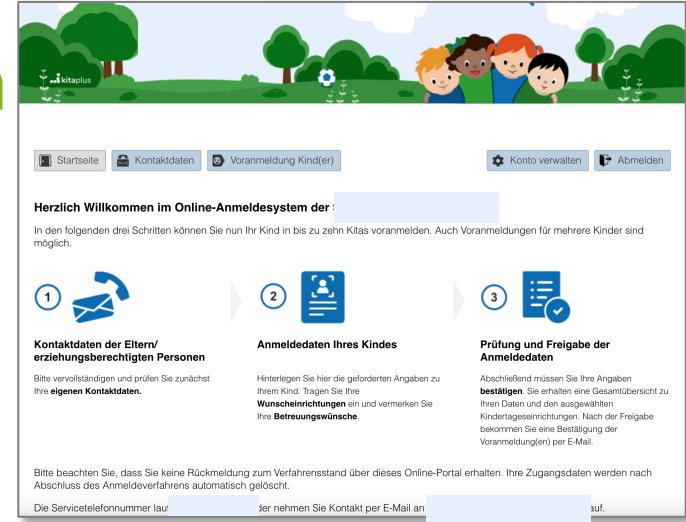 kitaplus
Startseite
Kontaktdaten
Voranmeldung Kind(er)
Konto verwalten
Abmelden
Herzlich Willkommen im Online-Anmeldesystem der
In den folgenden drei Schritten können Sie nun Ihr Kind in bis zu zehn Kitas voranmelden. Auch Voranmeldungen für mehrere Kinder sind
möglich.
1
2
3
Kontaktdaten der Eltern/
erziehungsberechtigten Personen
Bitte vervollständigen und prüfen Sie zunächst
Ihre eigenen Kontaktdaten.
Anmeldedaten Ihres Kindes
Hinterlegen Sie hier die geforderten Angaben zu
Ihrem Kind. Tragen Sie Ihre
Wunscheinrichtungen ein und vermerken Sie
Ihre Betreuungswünsche.
Prüfung und Freigabe der
Anmeldedaten
Abschließend müssen Sie Ihre Angaben
bestätigen. Sie erhalten eine Gesamtübersicht zu
Ihren Daten und den ausgewählten
Kindertageseinrichtungen. Nach der Freigabe
bekommen Sie eine Bestätigung der
Voranmeldung(en) per E-Mail.
Bitte beachten Sie, dass Sie keine Rückmeldung zum Verfahrensstand über dieses Online-Portal erhalten. Ihre Zugangsdaten werden nach
Abschluss des Anmeldeverfahrens automatisch gelöscht.
Die Servicetelefonnummer lau der nehmen Sie Kontakt per E-Mail an auf.